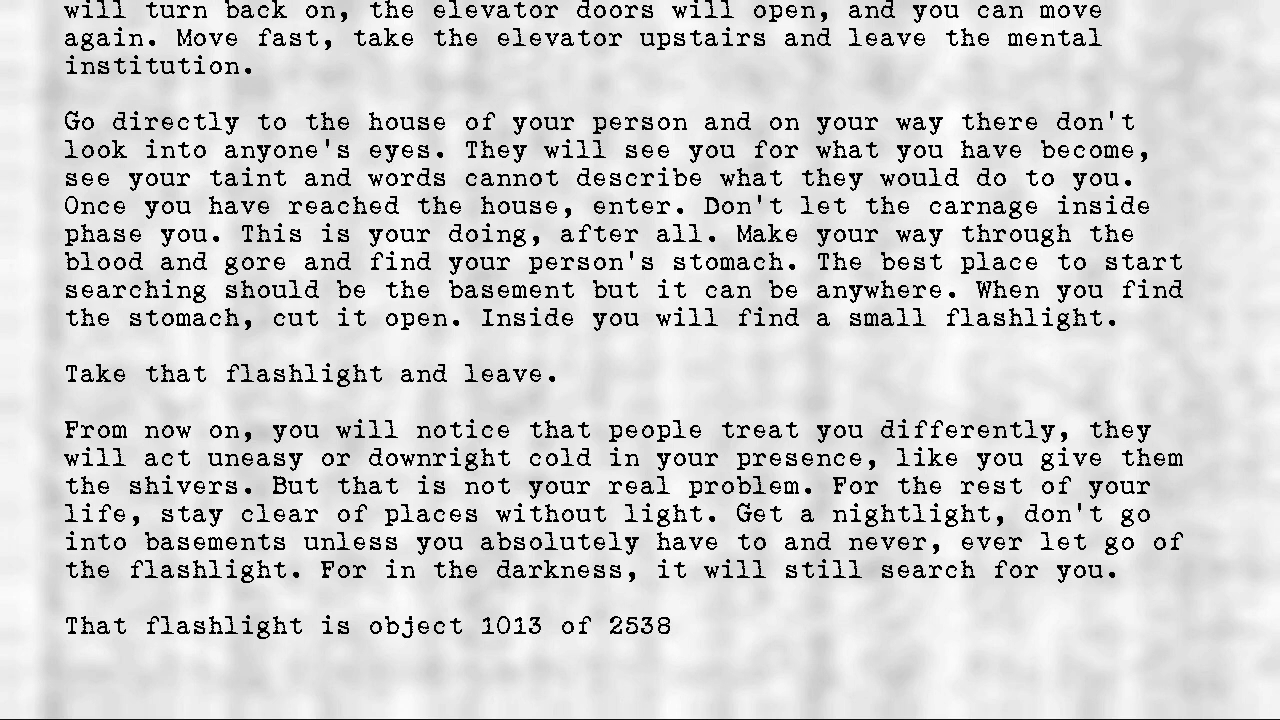 will turn back on, the elevator doors will open, and you can move
again. Move fast, take the elevator upstairs and leave the mental
institution.
Go directly to the house of your person and on your way there don't
look into anyone's eyes. They will see you for what you have become,
see your taint and words cannot describe what they would do to you.
Once you have reached the house, enter. Don't let the carnage inside
phase you. This is your doing, after all. Make your way through the
blood and gore and find your person's stomach. The best place to start
searching should be the basement but it can be anywhere. When you find
the stomach, cut it open. Inside you will find a small flashlight.
Take that flashlight and leave.
From now on, you will notice that people treat you differently, they
will act uneasy or downright cold in your presence, like you give them
the shivers. But that is not your real problem. For the rest of your
life, stay clear of places without light. Get a nightlight, don't go
into basements unless you absolutely have to and never, ever let go of
the flashlight. For in the darkness, it will still search for you.
That flashlight is object 1013 of 2538